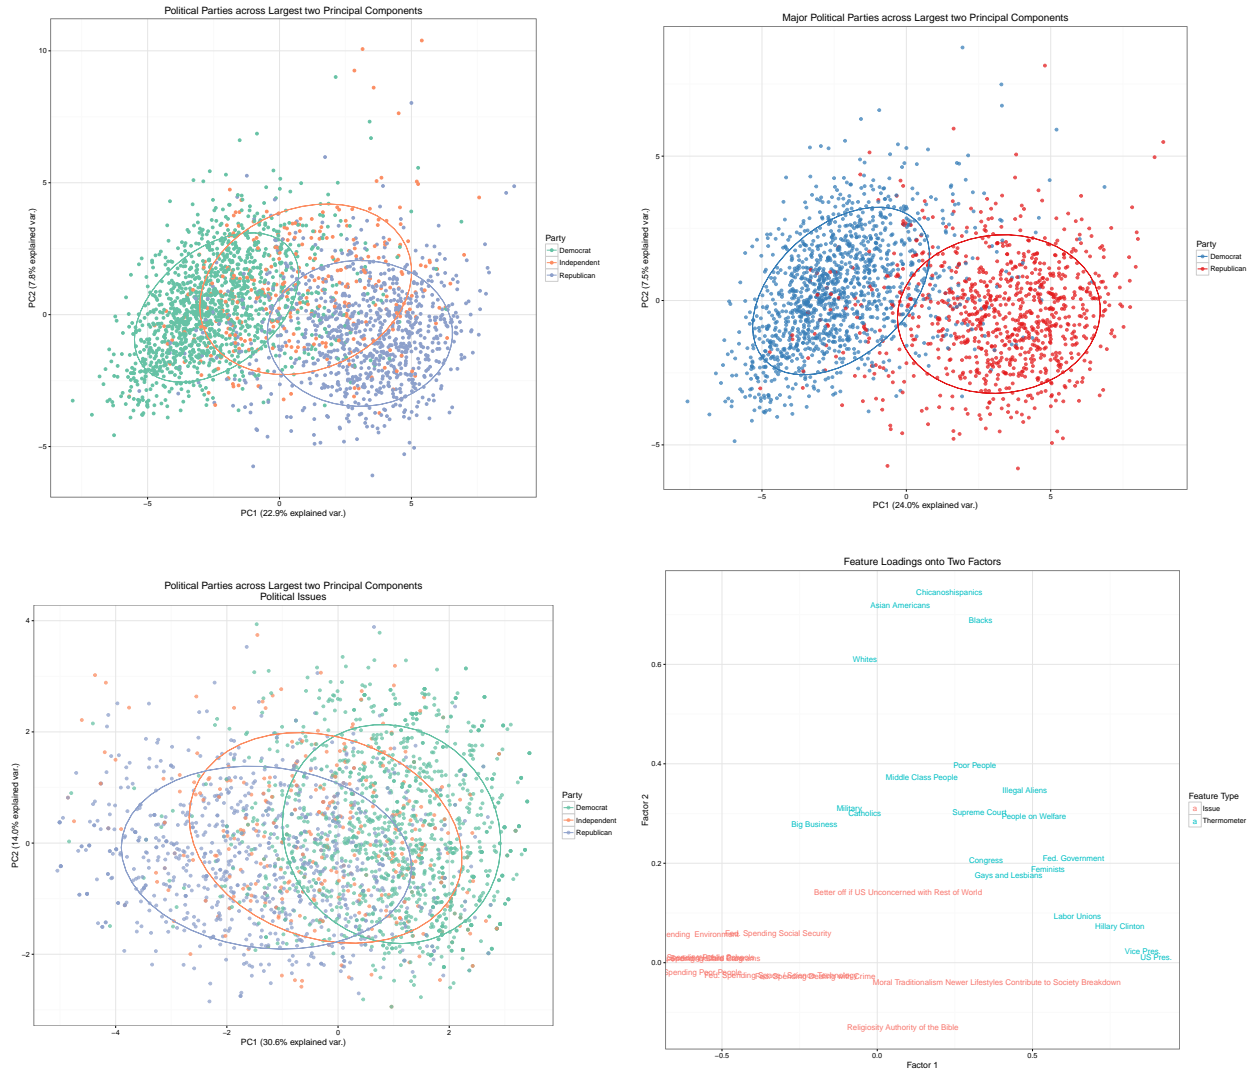 Political Parties across Largest two Principal Components
10
5
0
−5
−5
0
5
PC1 (22.9% explained var.)
PC2 (7.8% explained var.)
Party
Democrat
Independent
Republican
Major Political Parties across Largest two Principal Components
5
0
−5
−5
0
5
PC1 (24.0% explained var.)
PC2 (7.5% explained var.)
Party
Democrat
Republican
Political Parties across Largest two Principal Components
Political Issues
4
2
0
−2
−4
−2
0
2
PC1 (30.6% explained var.)
PC2 (14.0% explained var.)
Party
Democrat
Independent
Republican
Feature Loadings onto Two Factors
Chicanoshispanics
Asian Americans
Blacks
Whites
Poor People
Middle Class People
Illegal Aliens
Military
Catholics
Supreme Court
People on Welfare
Big Business
Congress
Fed. Government
Feminists
Gays and Lesbians
Better off if US Unconcerned with Rest of World
Labor Unions
Hillary Clinton
ending Environment
Fed. Spending Social Security
Vice Pres.
US Pres.
Spending Poor People
Moral Traditionalism Newer Lifestyles Contribute to Society Breakdown
Religiosity Authority of the Bible
0.6
0.4
0.2
0.0
−0.5
0.0
0.5
Factor 1
Factor 2
Feature Type
a Issue
a Thermometer